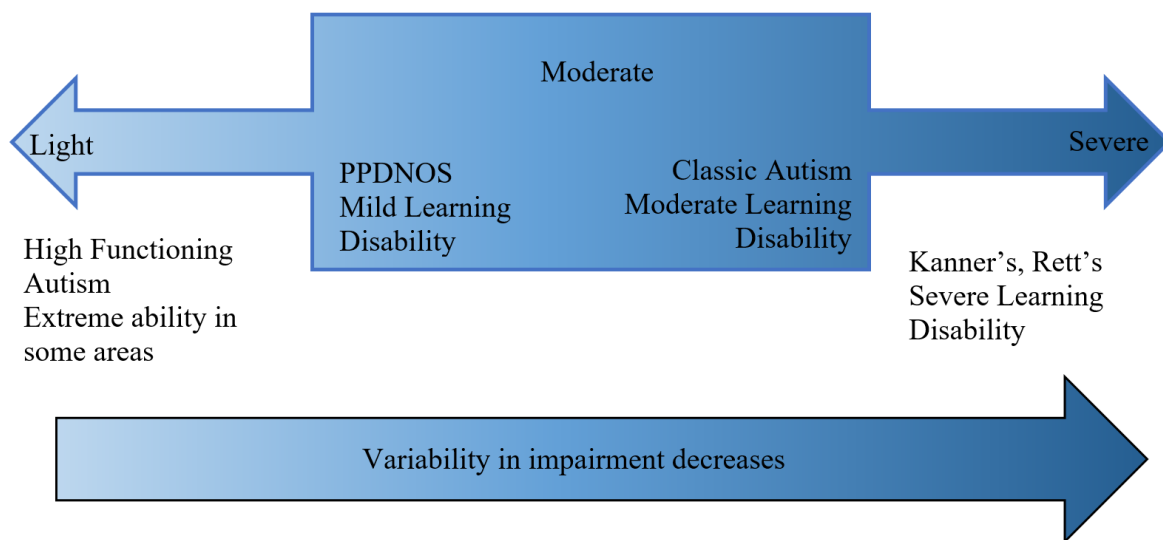 Moderate
Light
Severe
PPDNOS
Mild Learning
Disability
Classic Autism
Moderate Learning
Disability
High Functioning
Autism
Extreme ability in
some areas
Kanner’s, Rett’s
Severe Learning
Disability
Variability in impairment decreases